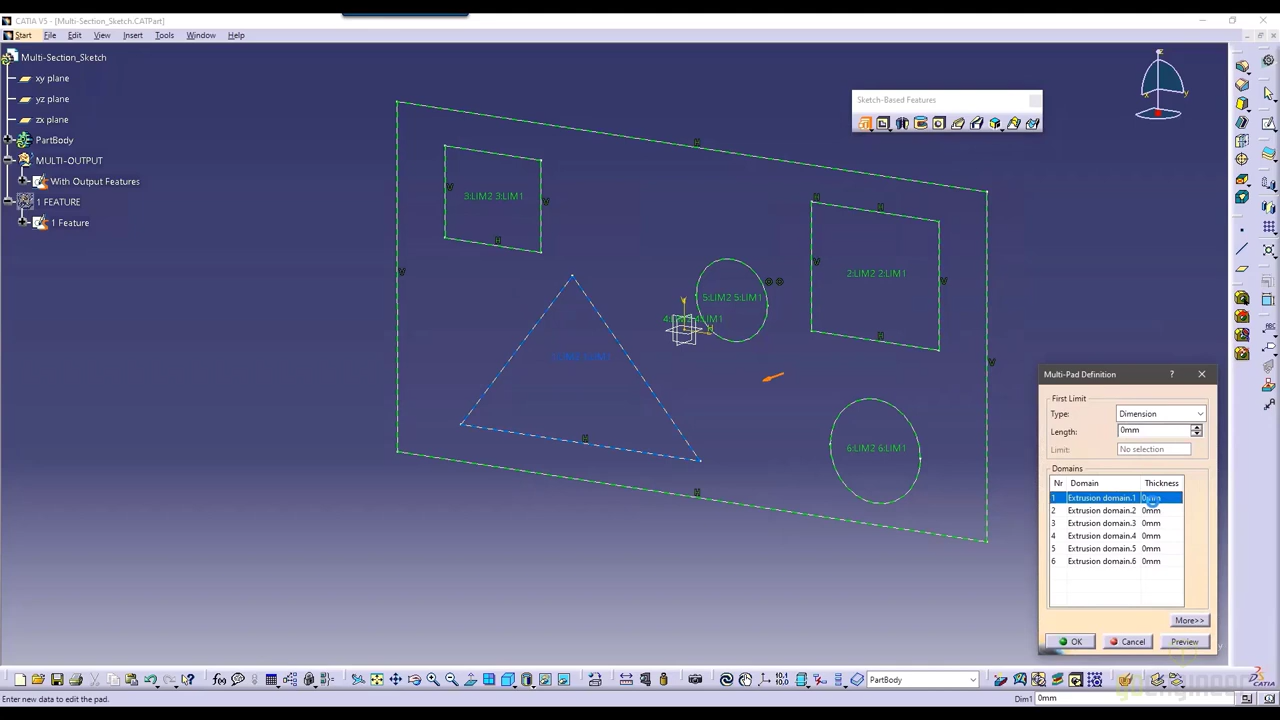 CATIA V5 - [Multi-Section_Sketch.CATPart]
Start File Edit View Insert Tools Window Help
Multi-Section_Sketch
xy plane
yz plane
zx plane
PartBody
MULTI-OUTPUT
With Output Features
1 FEATURE
1 Feature
Sketch-Based Features
H
3:LIM2 3:LIM1
V
V
H
H
H
2:LIM2 2:LIM1
V
V
H
5:LIM2 5:LIM1
V
V
H
6:LIM2 6:LIM1
H
Multi-Pad Definition
First Limit
Type: Dimension
Length: 0mm
Limit: No selection
Domains
Nr Domain Thickness
1 Extrusion domain.1 0mm
2 Extrusion domain.2 0mm
3 Extrusion domain.3 0mm
4 Extrusion domain.4 0mm
5 Extrusion domain.5 0mm
6 Extrusion domain.6 0mm
More>>
OK Cancel Preview
PartBody
CATIA
Enter new data to edit the pad.
Dim1 0mm